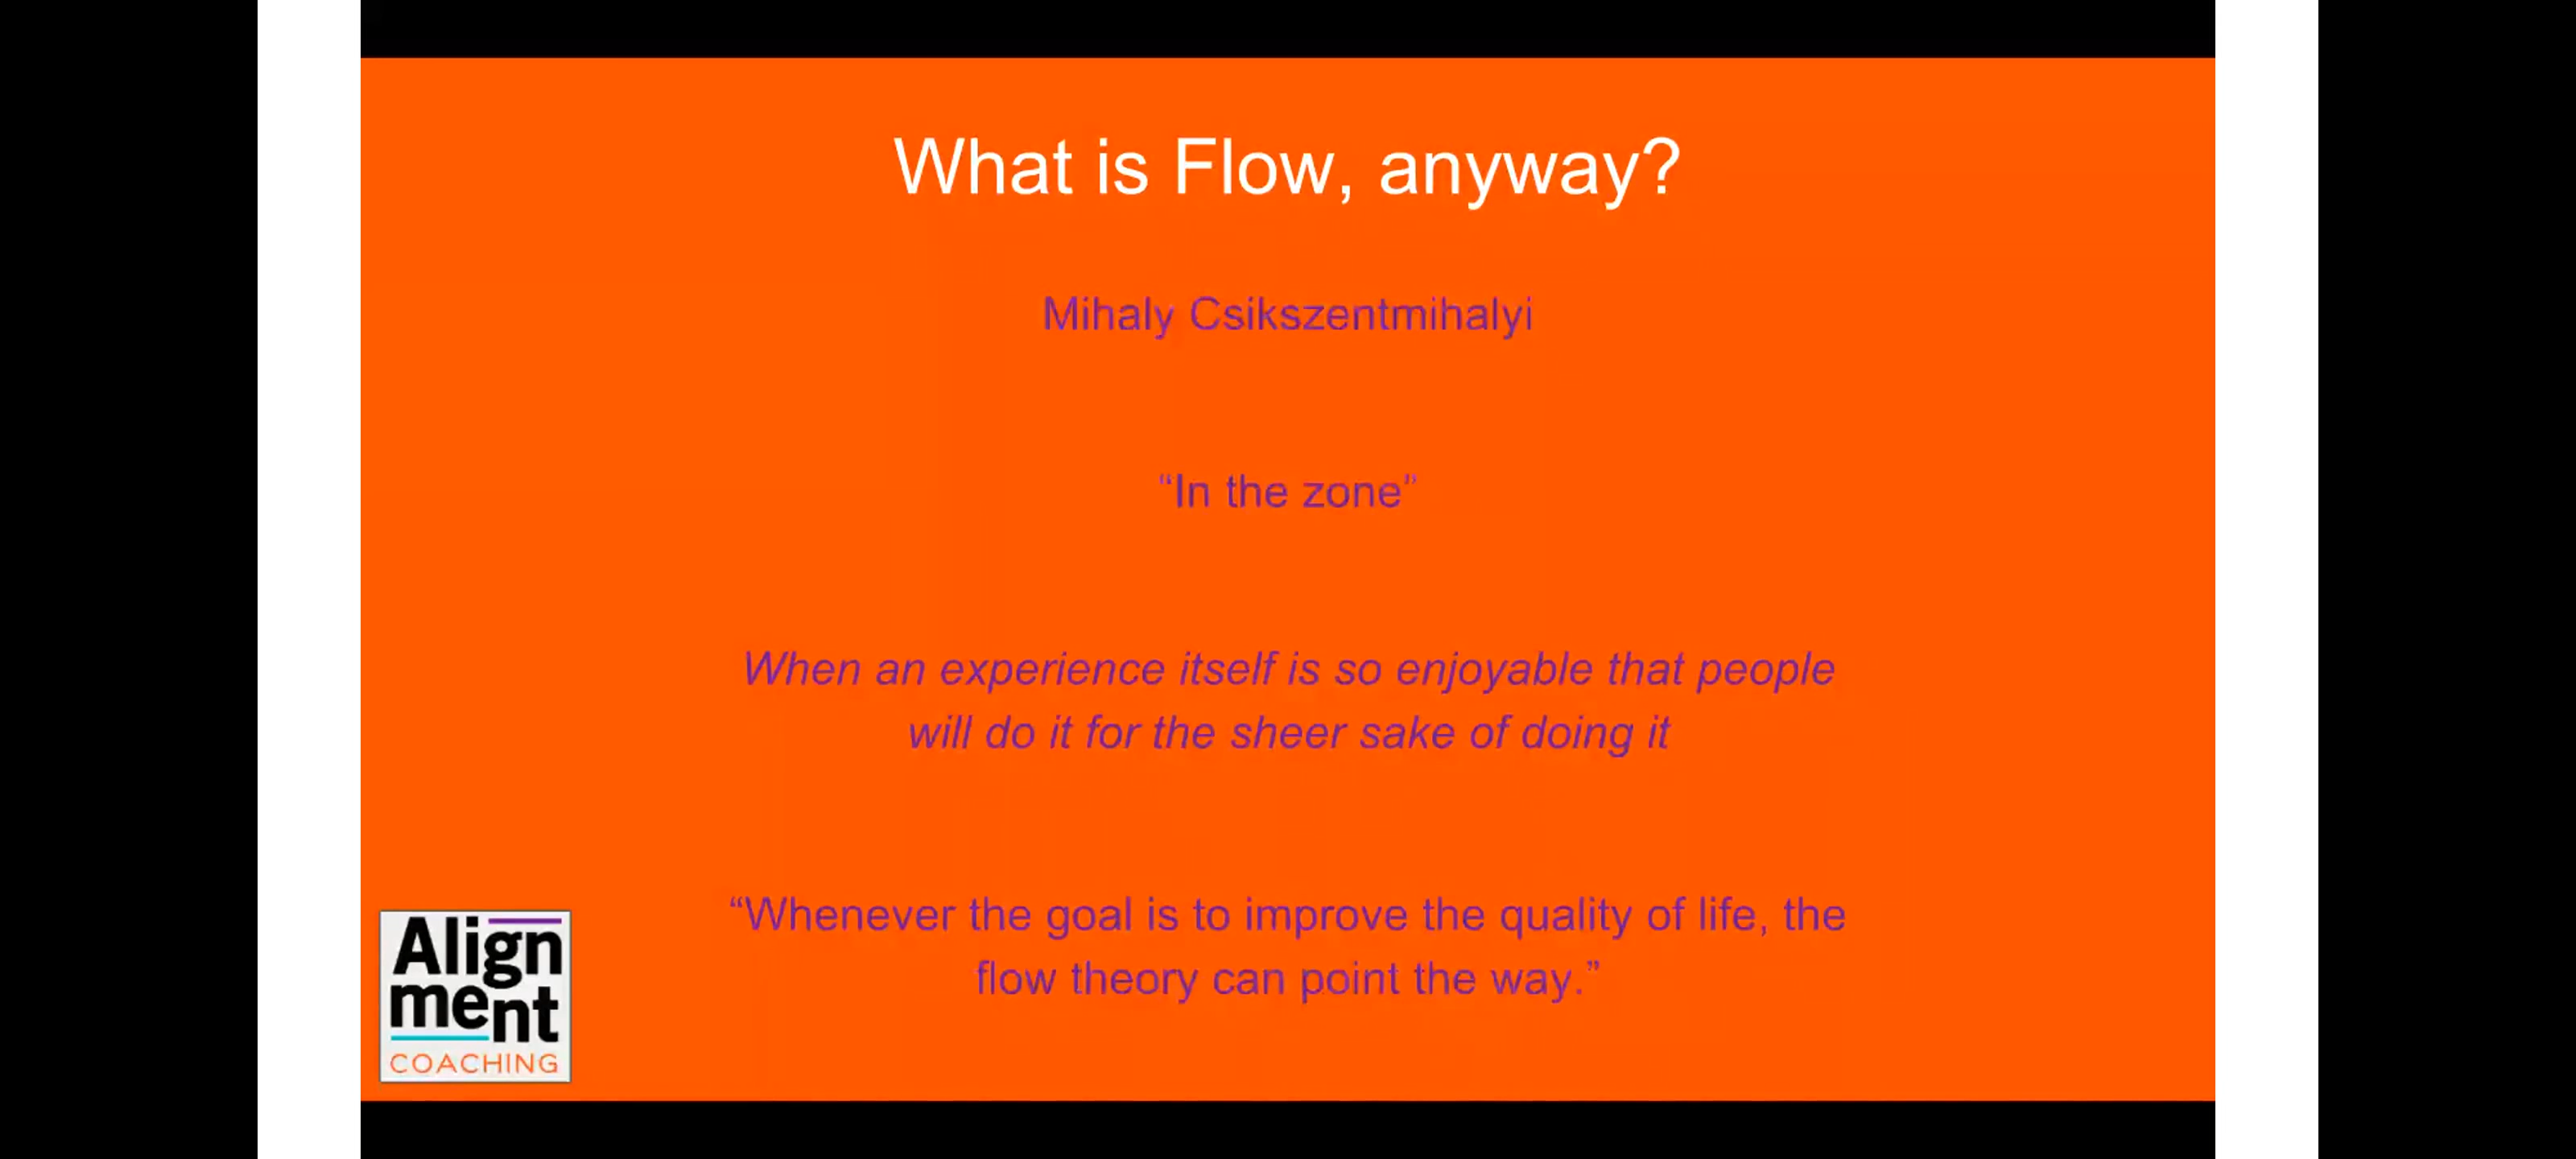 What is Flow, anyway?
Mihaly Csikszentmihalyi
“In the zone”
When an experience itself is so enjoyable that people
will do it for the sheer sake of doing it
“Whenever the goal is to improve the quality of life, the
flow theory can point the way.”
Align
ment
COACHING